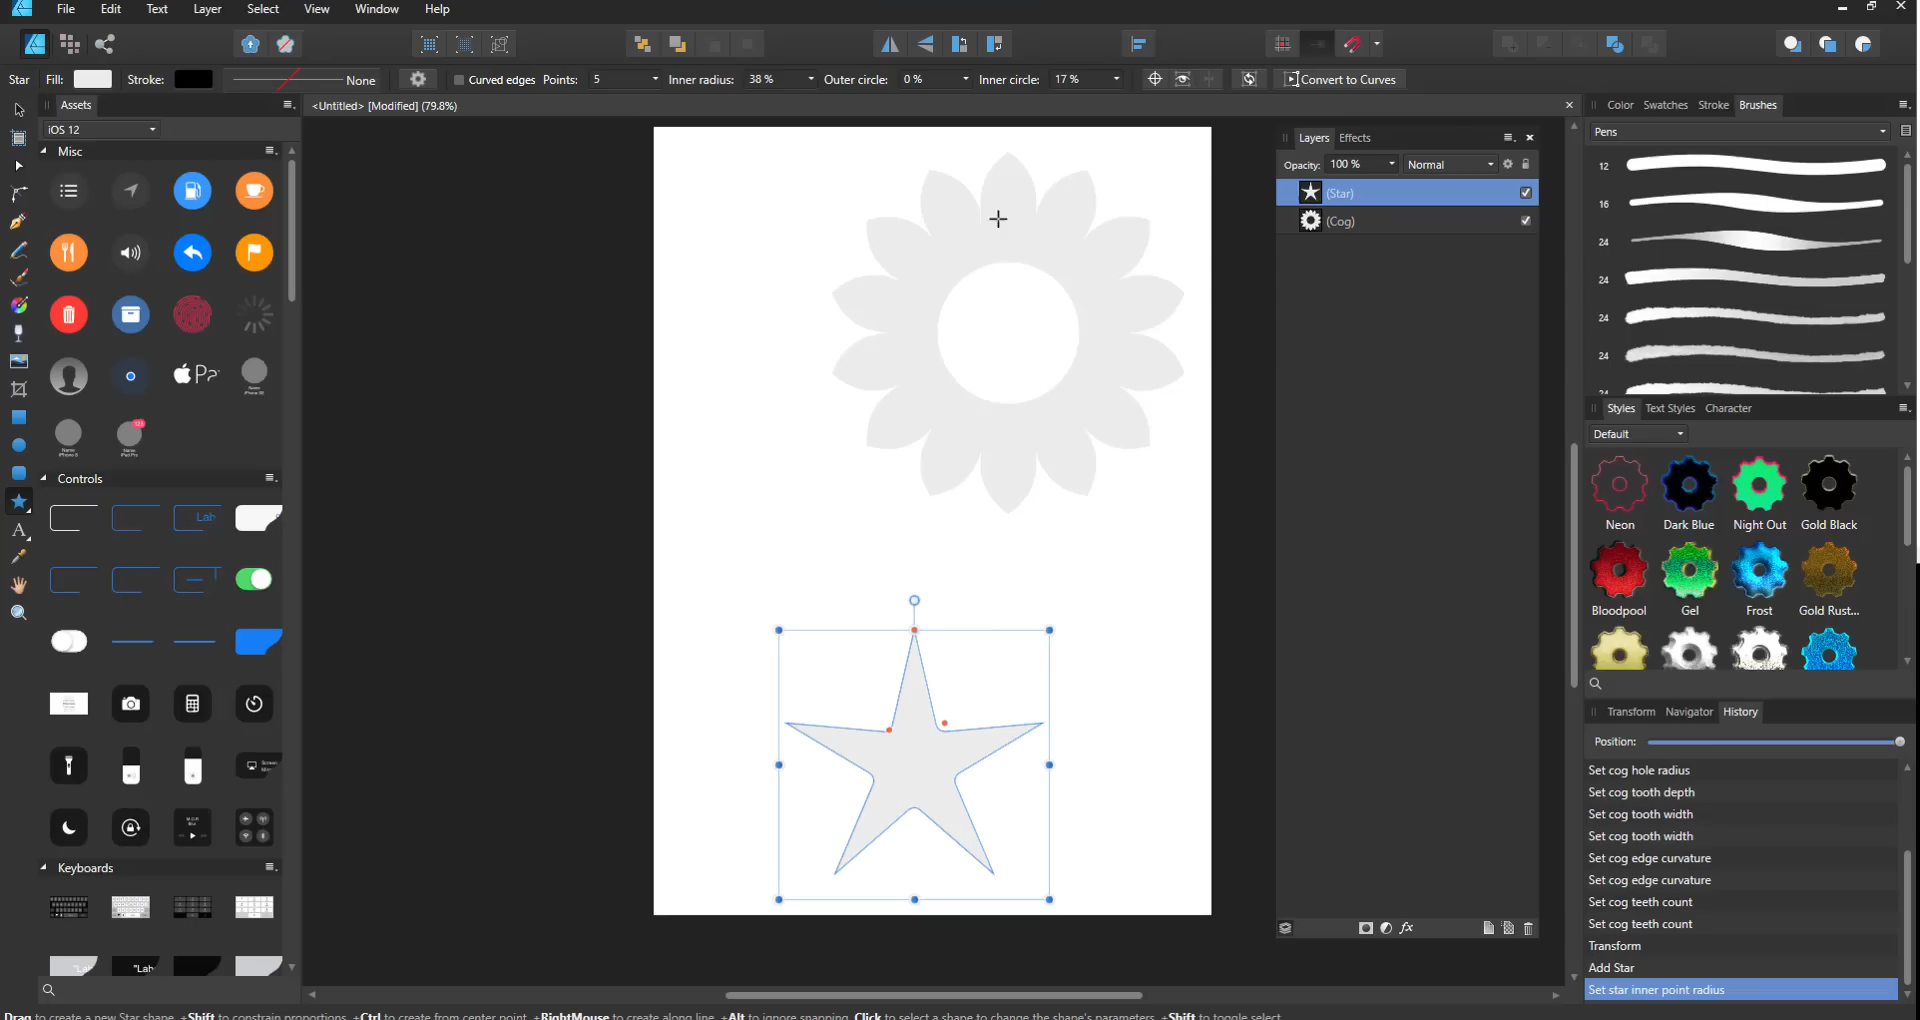 File Edit Text Layer Select View Window Help
Star Fill: Stroke: None Curved edges Points: 5 Inner radius: 38 % Outer circle: 0 % Inner circle: 17 % Convert to Curves
Assets
<Untitled> [Modified] (79.8%)
iOS 12
Misc
Controls
Lab
Keyboards
"Lab
"Lab
Layers Effects
Opacity: 100 % Normal
(Star)
(Cog)
fx
Color Swatches Stroke Brushes
Pens
12
16
24
24
24
24
24
Styles Text Styles Character
Default
Neon Dark Blue Night Out Gold Black
Bloodpool Gel Frost Gold Rust...
Transform Navigator History
Position:
Set cog hole radius
Set cog tooth depth
Set cog tooth width
Set cog tooth width
Set cog edge curvature
Set cog edge curvature
Set cog teeth count
Set cog teeth count
Transform
Add Star
Set star inner point radius
Drag to create a new Star shape. +Shift to constrain proportions. +Ctrl to create from center point. +RightMouse to create along line. +Alt to ignore snapping. Click to select a shape to change the shape's parameters. +Shift to toggle select.